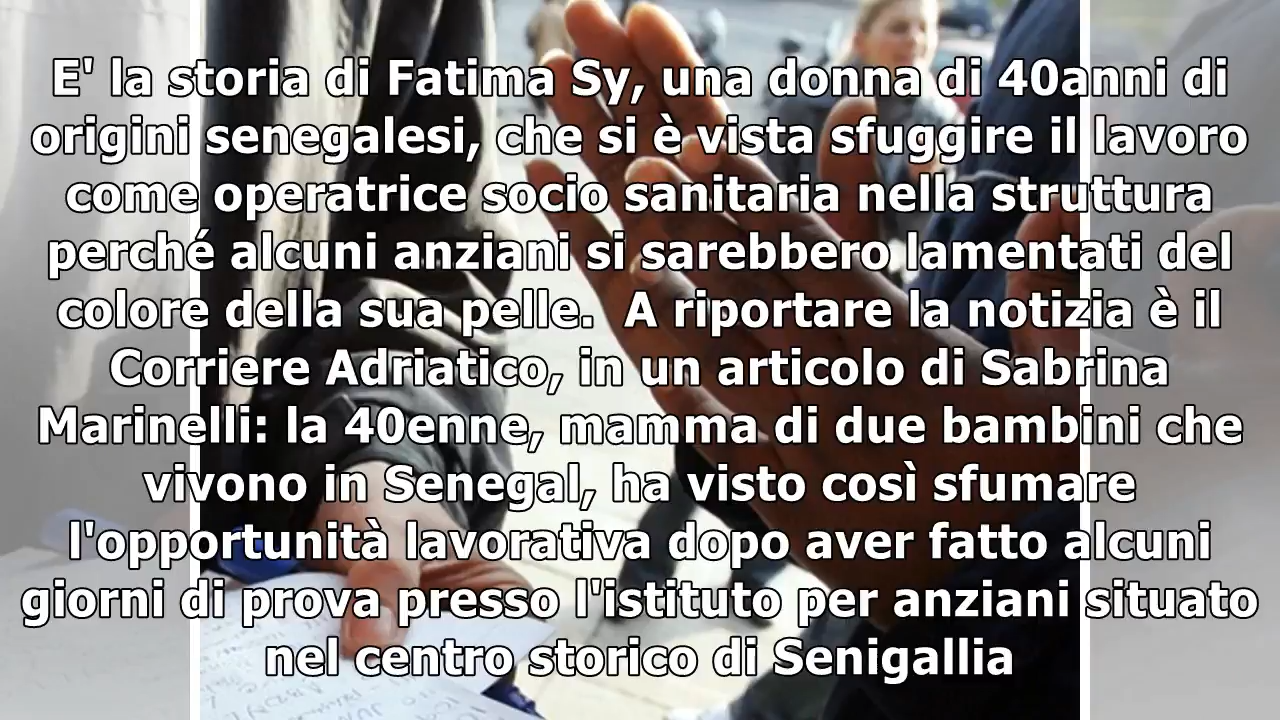 E' la storia di Fatima Sy, una donna di 40anni di
origini senegalesi, che si è vista sfuggire il lavoro
come operatrice socio sanitaria nella struttura
perché alcuni anziani si sarebbero lamentati del
colore della sua pelle.  A riportare la notizia è il
Corriere Adriatico, in un articolo di Sabrina
Marinelli: la 40enne, mamma di due bambini che
vivono in Senegal, ha visto così sfumare
l'opportunità lavorativa dopo aver fatto alcuni
giorni di prova presso l'istituto per anziani situato
nel centro storico di Senigallia